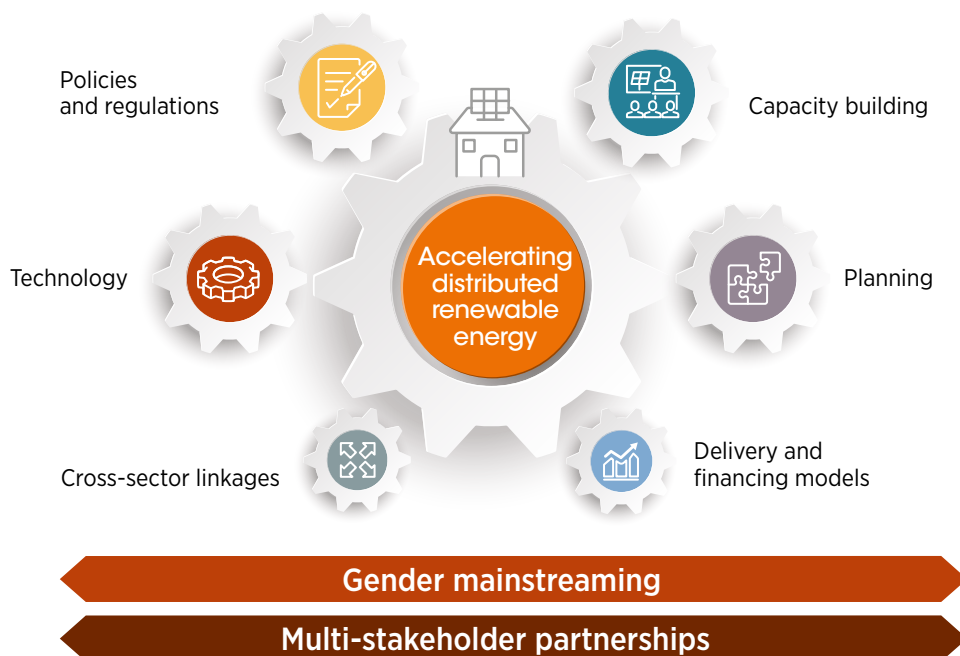 Policies
and regulations
Capacity building
Accelerating
distributed
renewable
energy
Technology
Planning
Cross-sector linkages
Delivery and
financing models
Gender mainstreaming
Multi-stakeholder partnerships